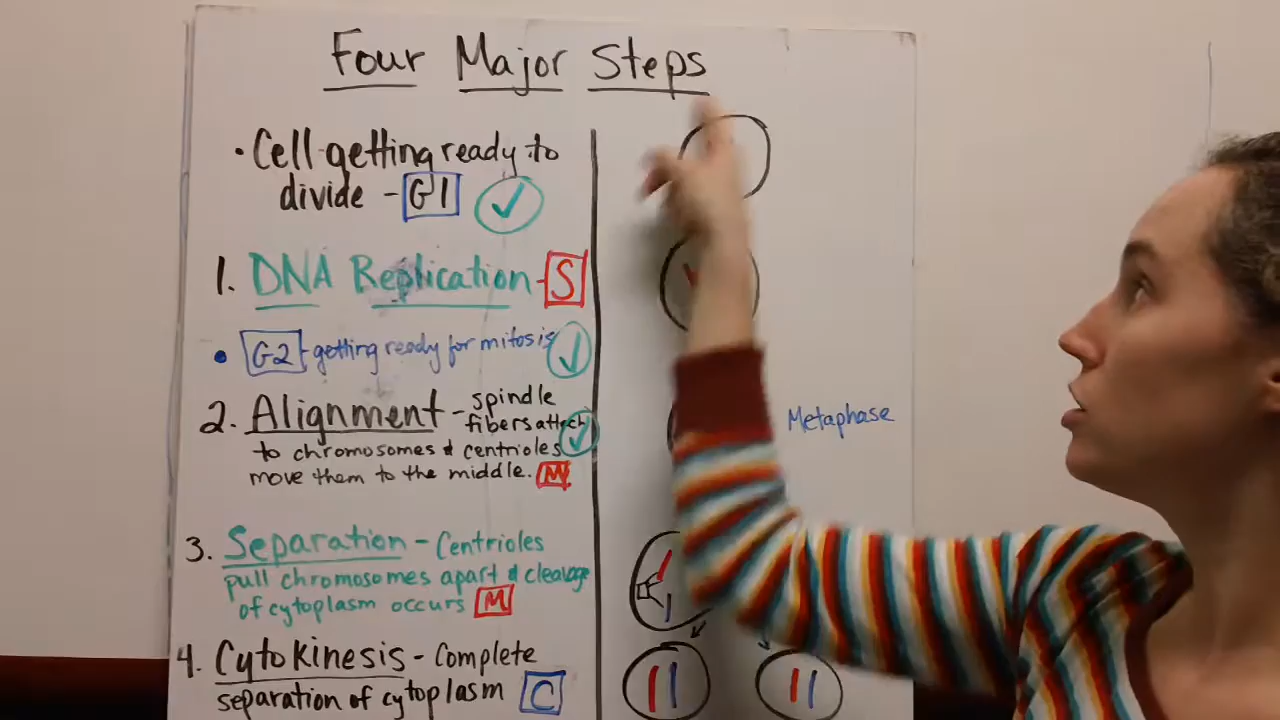 Four Major Steps
• Cell getting ready to
divide - G1 ✓
1. DNA Replication - S
• G2 - getting ready for mitosis ✓
2. Alignment - spindle
fibers attach
to chromosomes & centrioles ✓
move them to the middle. M
Metaphase
3. Separation - Centrioles
pull chromosomes apart & cleavage
of cytoplasm occurs M
4. Cytokinesis - Complete
separation of cytoplasm C